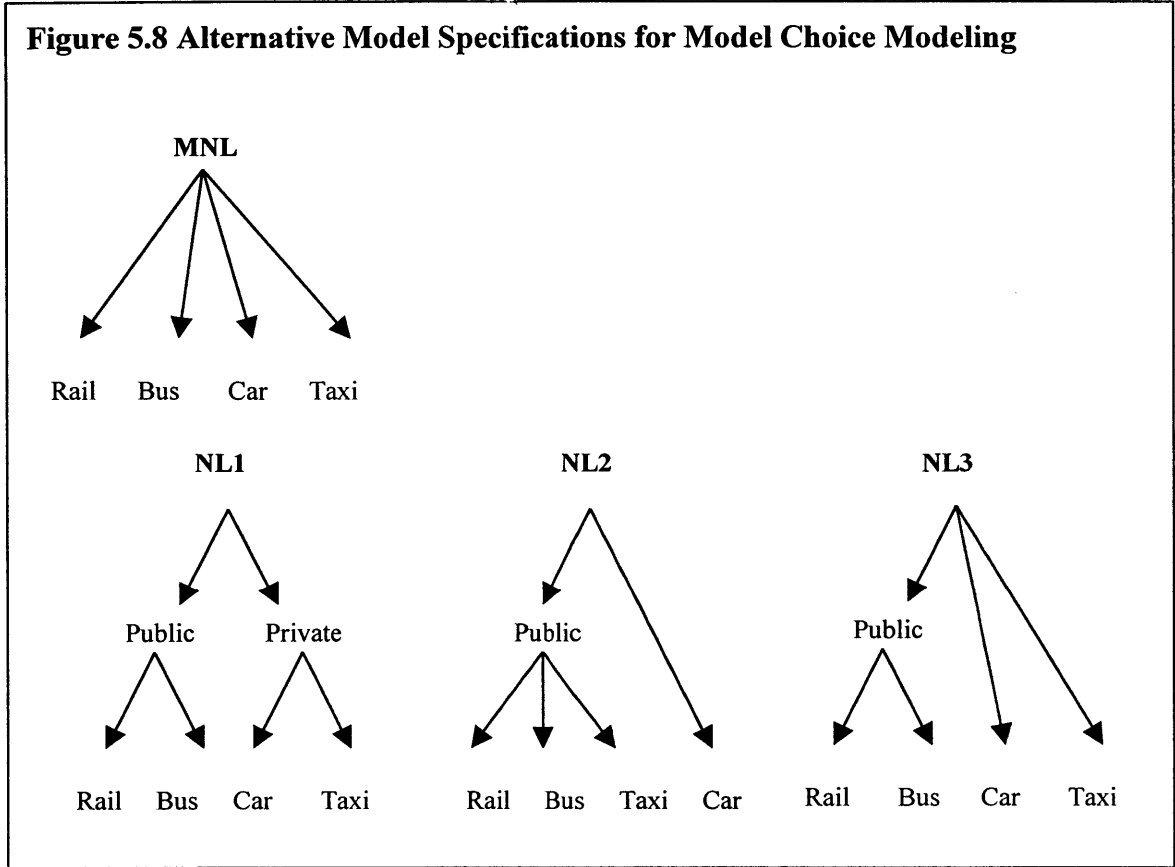 Figure 5.8 Alternative Model Specifications for Model Choice Modeling
MNL
Rail Bus Car Taxi
NL1 NL2 NL3
Public Private Public Public
Rail Bus Car Taxi Rail Bus Taxi Car Rail Bus Car Taxi